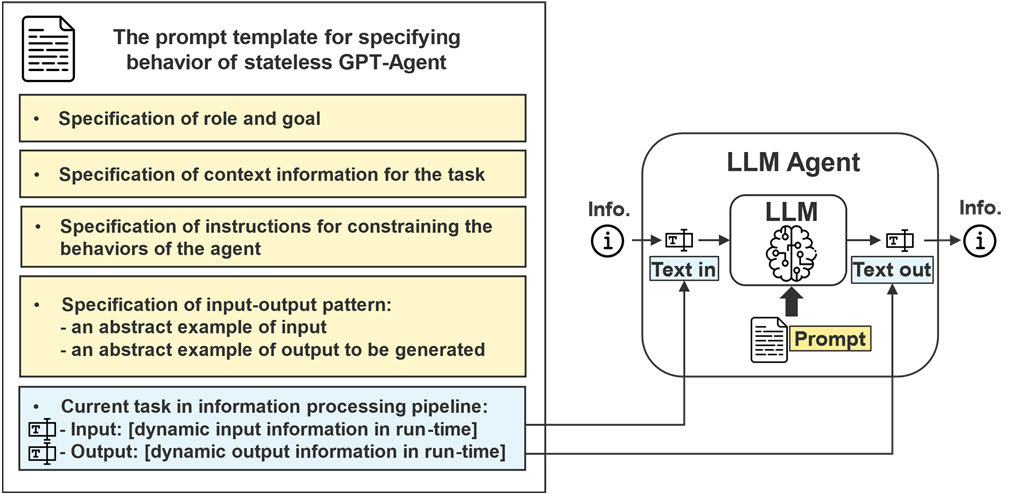 The prompt template for specifying
behavior of stateless GPT-Agent
• Specification of role and goal
• Specification of context information for the task
• Specification of instructions for constraining the
behaviors of the agent
• Specification of input-output pattern:
- an abstract example of input
- an abstract example of output to be generated
• Current task in information processing pipeline:
T - Input: [dynamic input information in run-time]
T - Output: [dynamic output information in run-time]
LLM Agent
Info.
i
T
Text in
LLM
Prompt
T
Text out
Info.
i